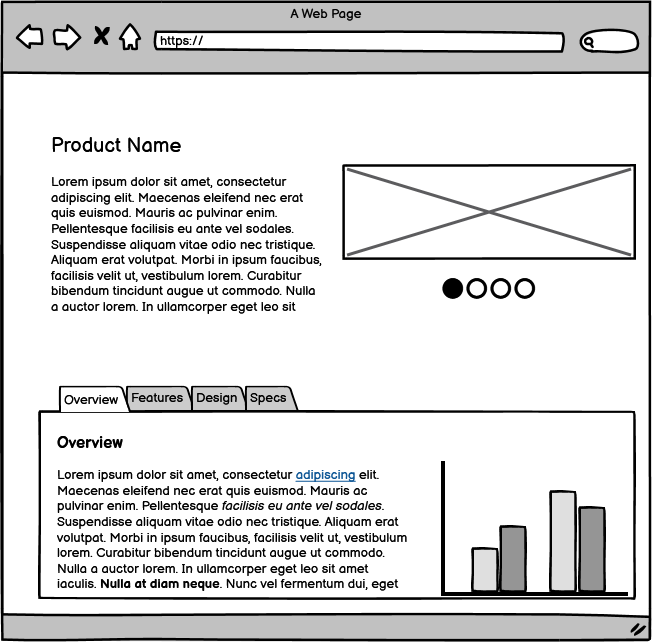 A Web Page
https://
Product Name
Lorem ipsum dolor sit amet, consectetur
adipiscing elit. Maecenas eleifend nec erat
quis euismod. Mauris ac pulvinar enim.
Pellentesque facilisis eu ante vel sodales.
Suspendisse aliquam vitae odio nec tristique.
Aliquam erat volutpat. Morbi in ipsum faucibus,
facilisis velit ut, vestibulum lorem. Curabitur
bibendum tincidunt augue ut commodo. Nulla
a auctor lorem. In ullamcorper eget leo sit
Overview Features Design Specs
Overview
Lorem ipsum dolor sit amet, consectetur adipiscing elit.
Maecenas eleifend nec erat quis euismod. Mauris ac
pulvinar enim. Pellentesque facilisis eu ante vel sodales.
Suspendisse aliquam vitae odio nec tristique. Aliquam erat
volutpat. Morbi in ipsum faucibus, facilisis velit ut, vestibulum
lorem. Curabitur bibendum tincidunt augue ut commodo.
Nulla a auctor lorem. In ullamcorper eget leo sit amet
iaculis. Nulla at diam neque. Nunc vel fermentum dui, eget